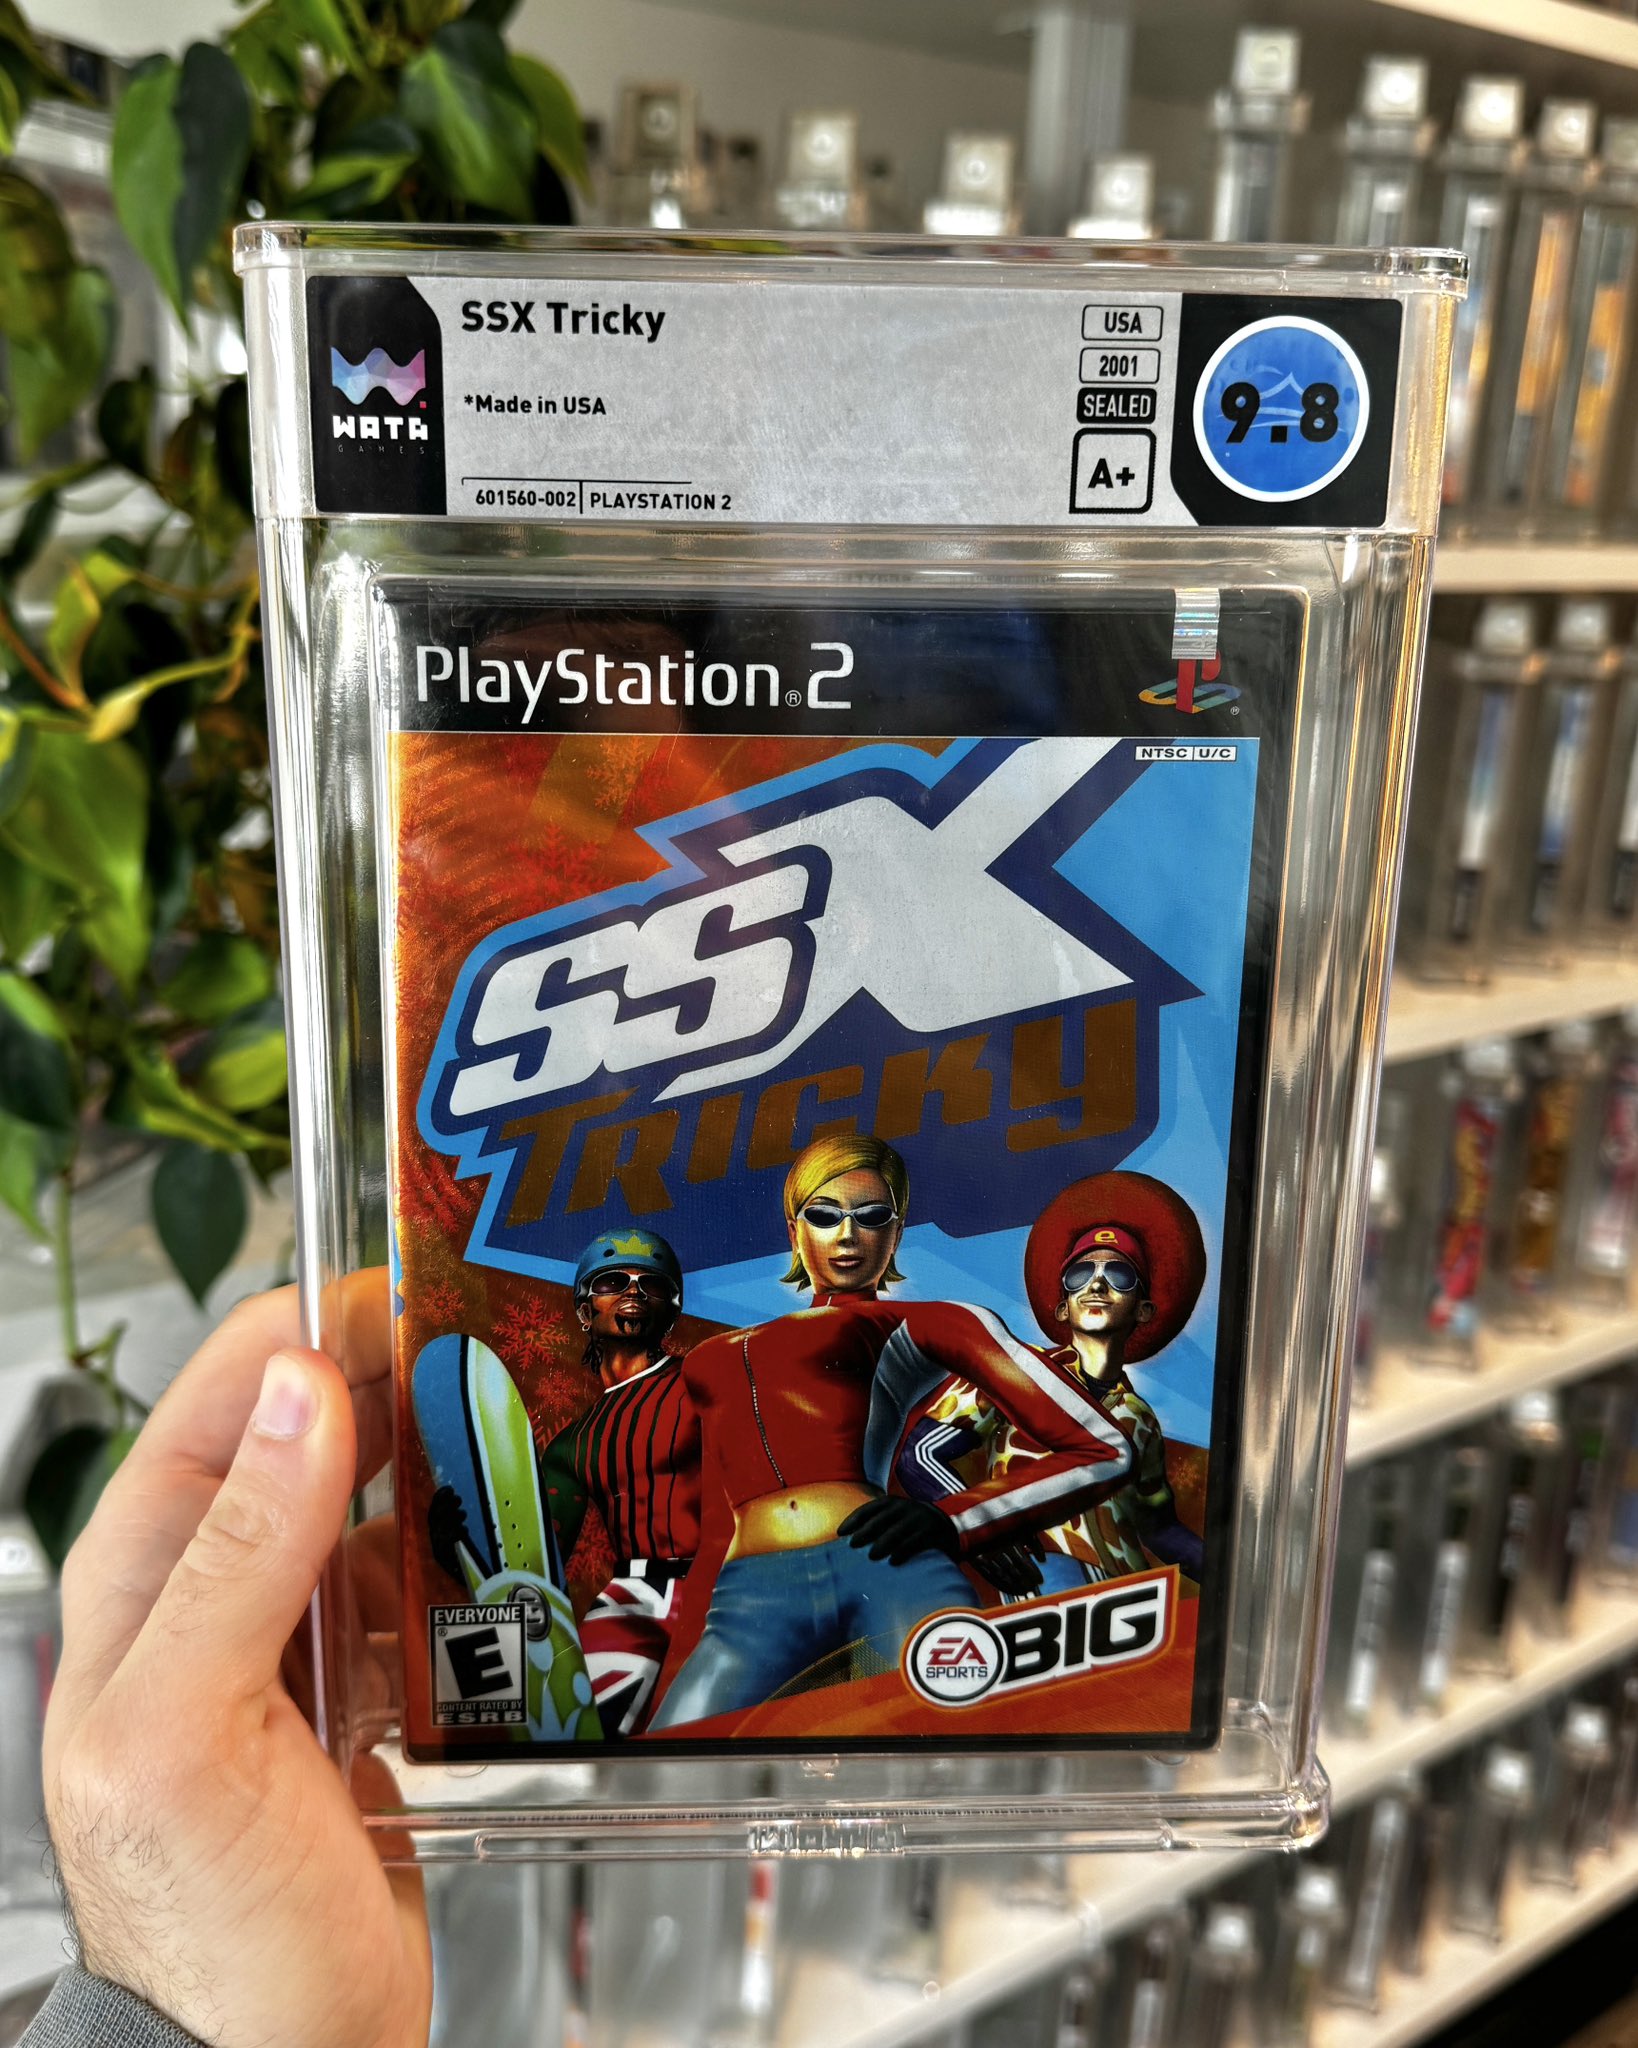 SSX Tricky
*Made in USA
601560-002 PLAYSTATION 2
WATA
GAMES
USA
2001
SEALED
A+
9.8
PlayStation®2
NTSC U/C
SSX
TRICKY
e
EVERYONE
E
CONTENT RATED BY
ESRB
EA
SPORTS
BIG